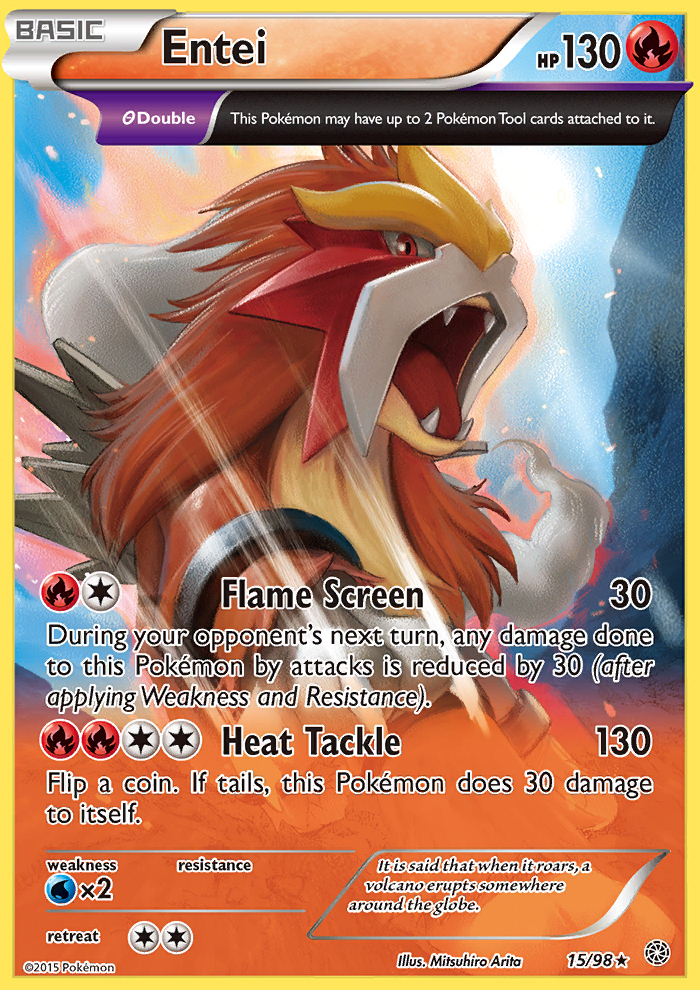 BASIC
Entei
HP 130
Ω Double
This Pokémon may have up to 2 Pokémon Tool cards attached to it.
Flame Screen 30
During your opponent's next turn, any damage done
to this Pokémon by attacks is reduced by 30 (after
applying Weakness and Resistance).
Heat Tackle 130
Flip a coin. If tails, this Pokémon does 30 damage
to itself.
weakness resistance
×2
It is said that when it roars, a
volcano erupts somewhere
around the globe.
retreat
©2015 Pokémon
Illus. Mitsuhiro Arita
15/98★